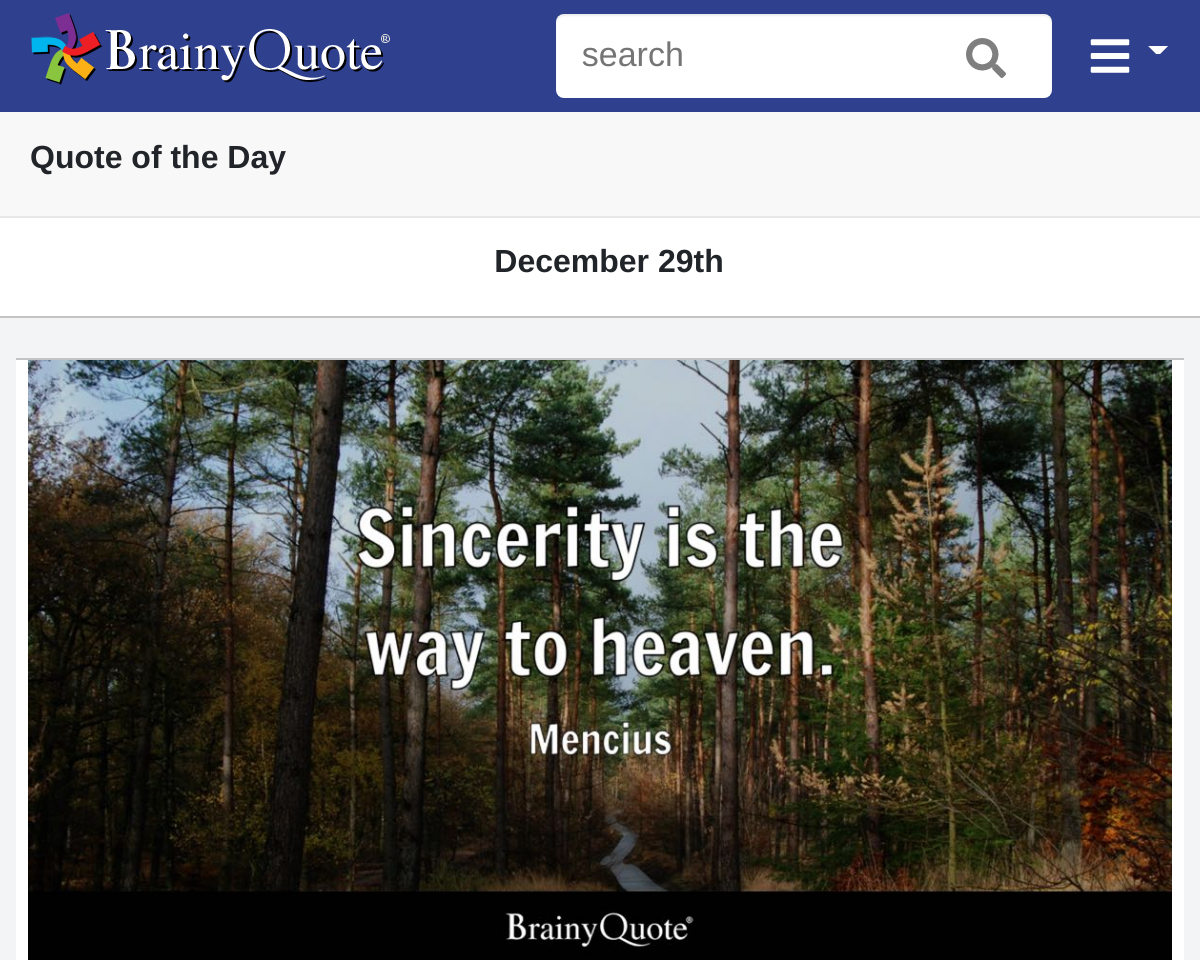 BrainyQuote®
search
Quote of the Day
December 29th
Sincerity is the
way to heaven.
Mencius
BrainyQuote®